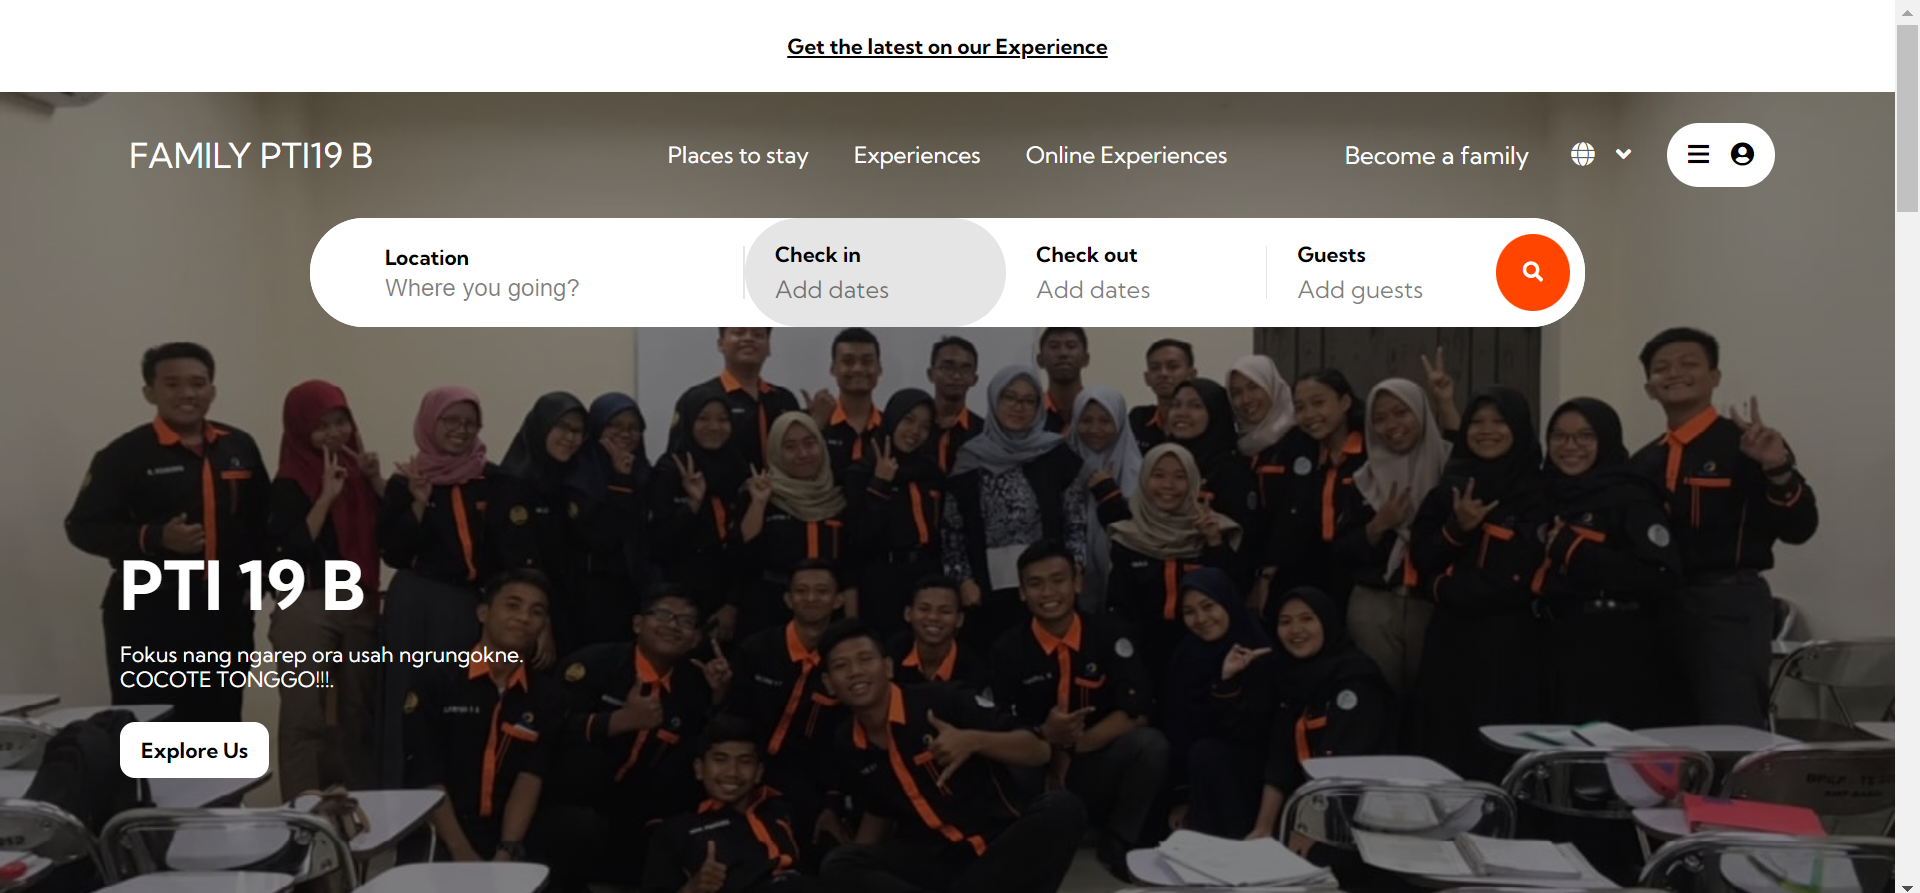 Get the latest on our Experience
FAMILY PTI19 B
Places to stay
Experiences
Online Experiences
Become a family
Location
Where you going?
Check in
Add dates
Check out
Add dates
Guests
Add guests
PTI 19 B
Fokus nang ngarep ora usah ngrungokne.
COCOTE TONGGO!!!.
Explore Us